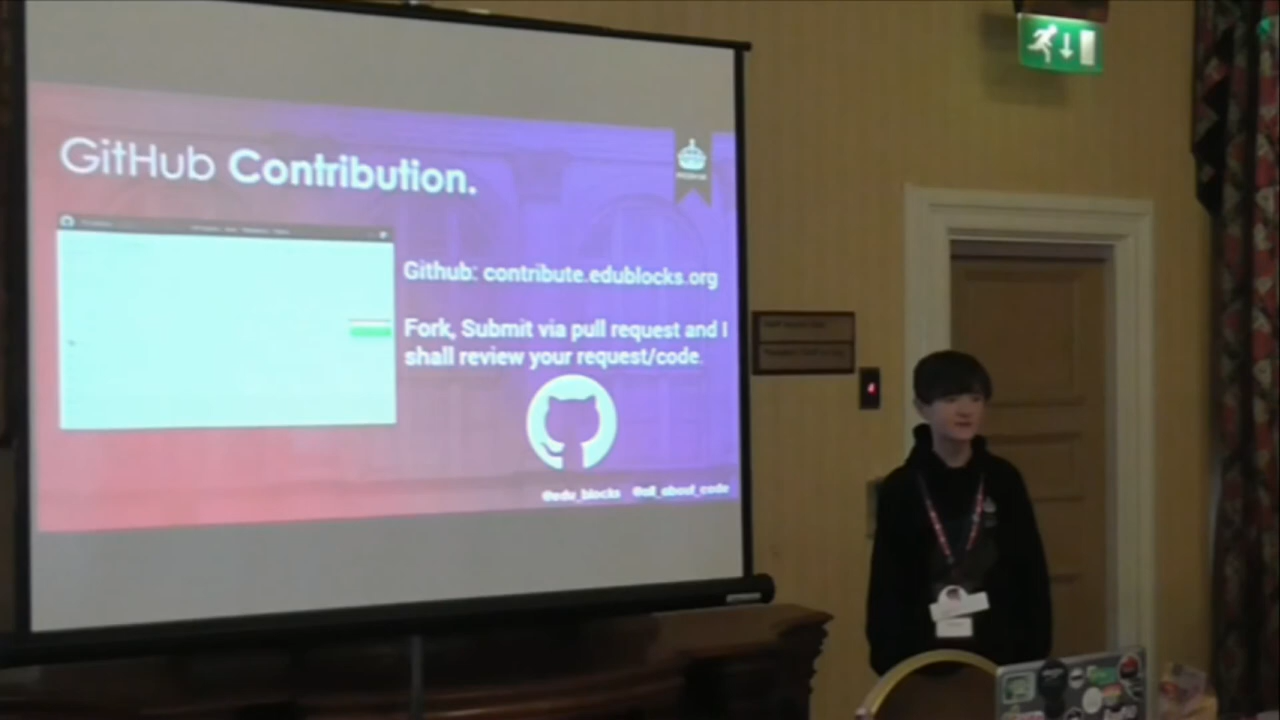 GitHub Contribution.
Github: contribute.edublocks.org
Fork, Submit via pull request and I
shall review your request/code.
@edu_blocks @all_about_code